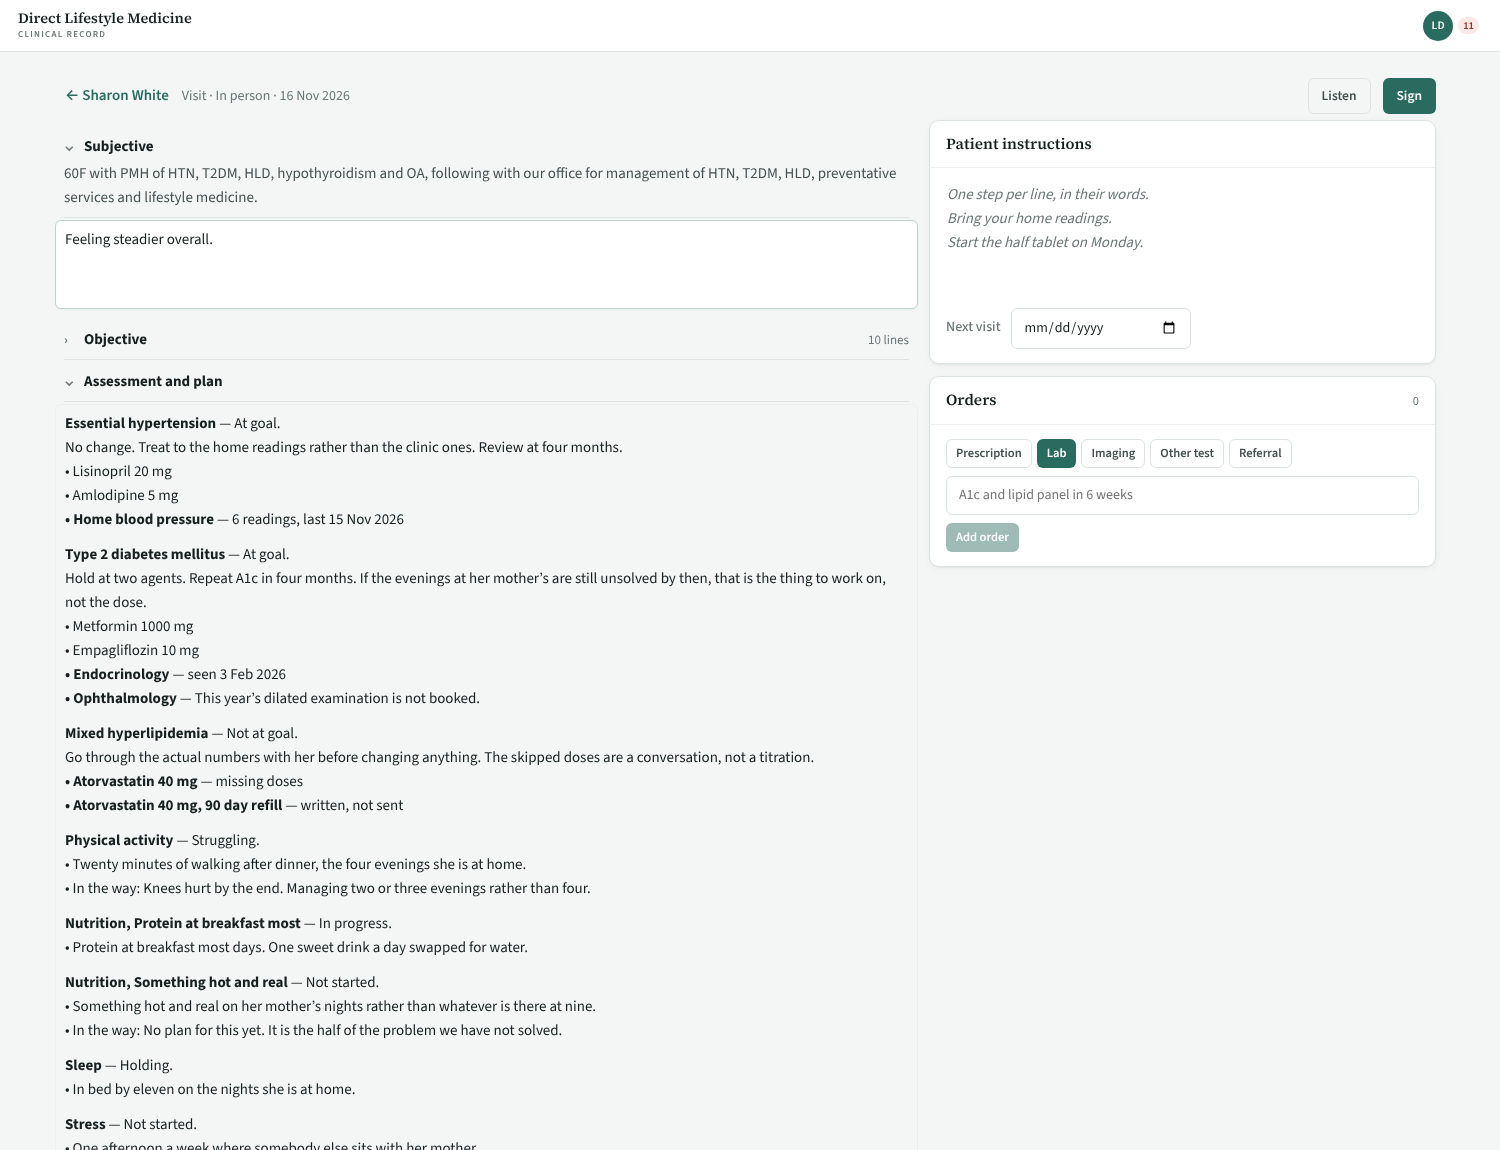 Direct Lifestyle Medicine
CLINICAL RECORD
LD
11
← Sharon White
Visit · In person · 16 Nov 2026
Listen
Sign
Subjective
60F with PMH of HTN, T2DM, HLD, hypothyroidism and OA, following with our office for management of HTN, T2DM, HLD, preventative
services and lifestyle medicine.
Feeling steadier overall.
Objective
10 lines
Assessment and plan
Essential hypertension — At goal.
No change. Treat to the home readings rather than the clinic ones. Review at four months.
• Lisinopril 20 mg
• Amlodipine 5 mg
• Home blood pressure — 6 readings, last 15 Nov 2026
Type 2 diabetes mellitus — At goal.
Hold at two agents. Repeat A1c in four months. If the evenings at her mother’s are still unsolved by then, that is the thing to work on,
not the dose.
• Metformin 1000 mg
• Empagliflozin 10 mg
• Endocrinology — seen 3 Feb 2026
• Ophthalmology — This year’s dilated examination is not booked.
Mixed hyperlipidemia — Not at goal.
Go through the actual numbers with her before changing anything. The skipped doses are a conversation, not a titration.
• Atorvastatin 40 mg — missing doses
• Atorvastatin 40 mg, 90 day refill — written, not sent
Physical activity — Struggling.
• Twenty minutes of walking after dinner, the four evenings she is at home.
• In the way: Knees hurt by the end. Managing two or three evenings rather than four.
Nutrition, Protein at breakfast most — In progress.
• Protein at breakfast most days. One sweet drink a day swapped for water.
Nutrition, Something hot and real — Not started.
• Something hot and real on her mother’s nights rather than whatever is there at nine.
• In the way: No plan for this yet. It is the half of the problem we have not solved.
Sleep — Holding.
• In bed by eleven on the nights she is at home.
Stress — Not started.
• One afternoon a week where somebody else sits with her mother.
Patient instructions
One step per line, in their words.
Bring your home readings.
Start the half tablet on Monday.
Next visit
mm/dd/yyyy
Orders
0
Prescription
Lab
Imaging
Other test
Referral
A1c and lipid panel in 6 weeks
Add order